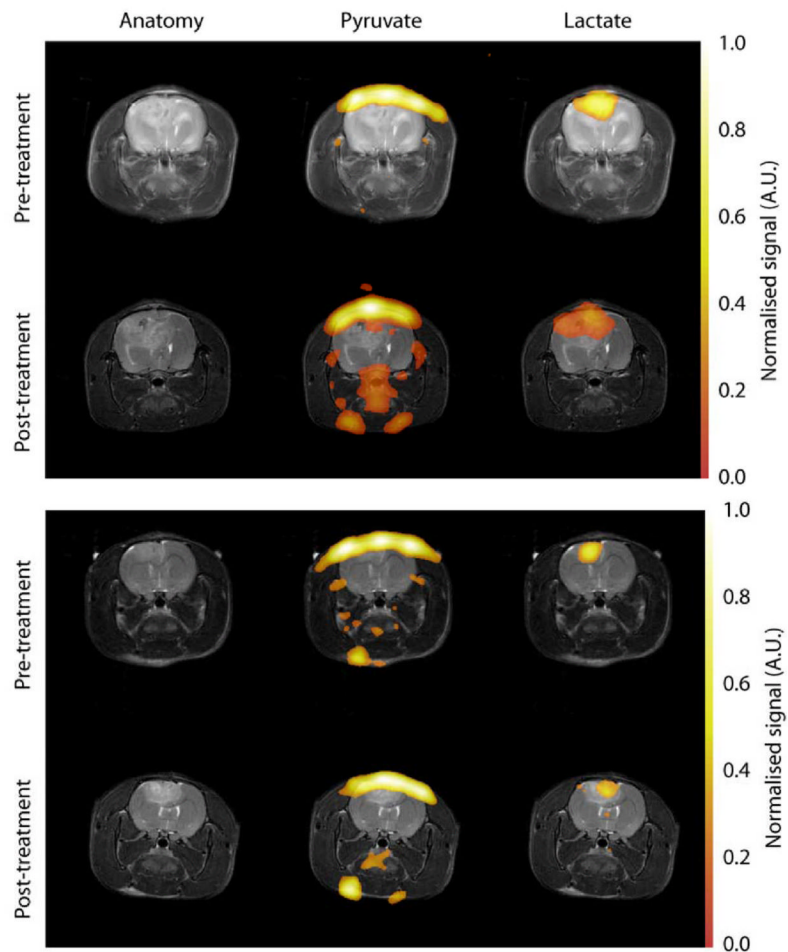 Anatomy Pyruvate Lactate
Pre-treatment
Post-treatment
1.0
0.8
0.6
0.4
0.2
0.0
Normalised signal (A.U.)
Pre-treatment
Post-treatment
1.0
0.8
0.6
0.4
0.2
0.0
Normalised signal (A.U.)